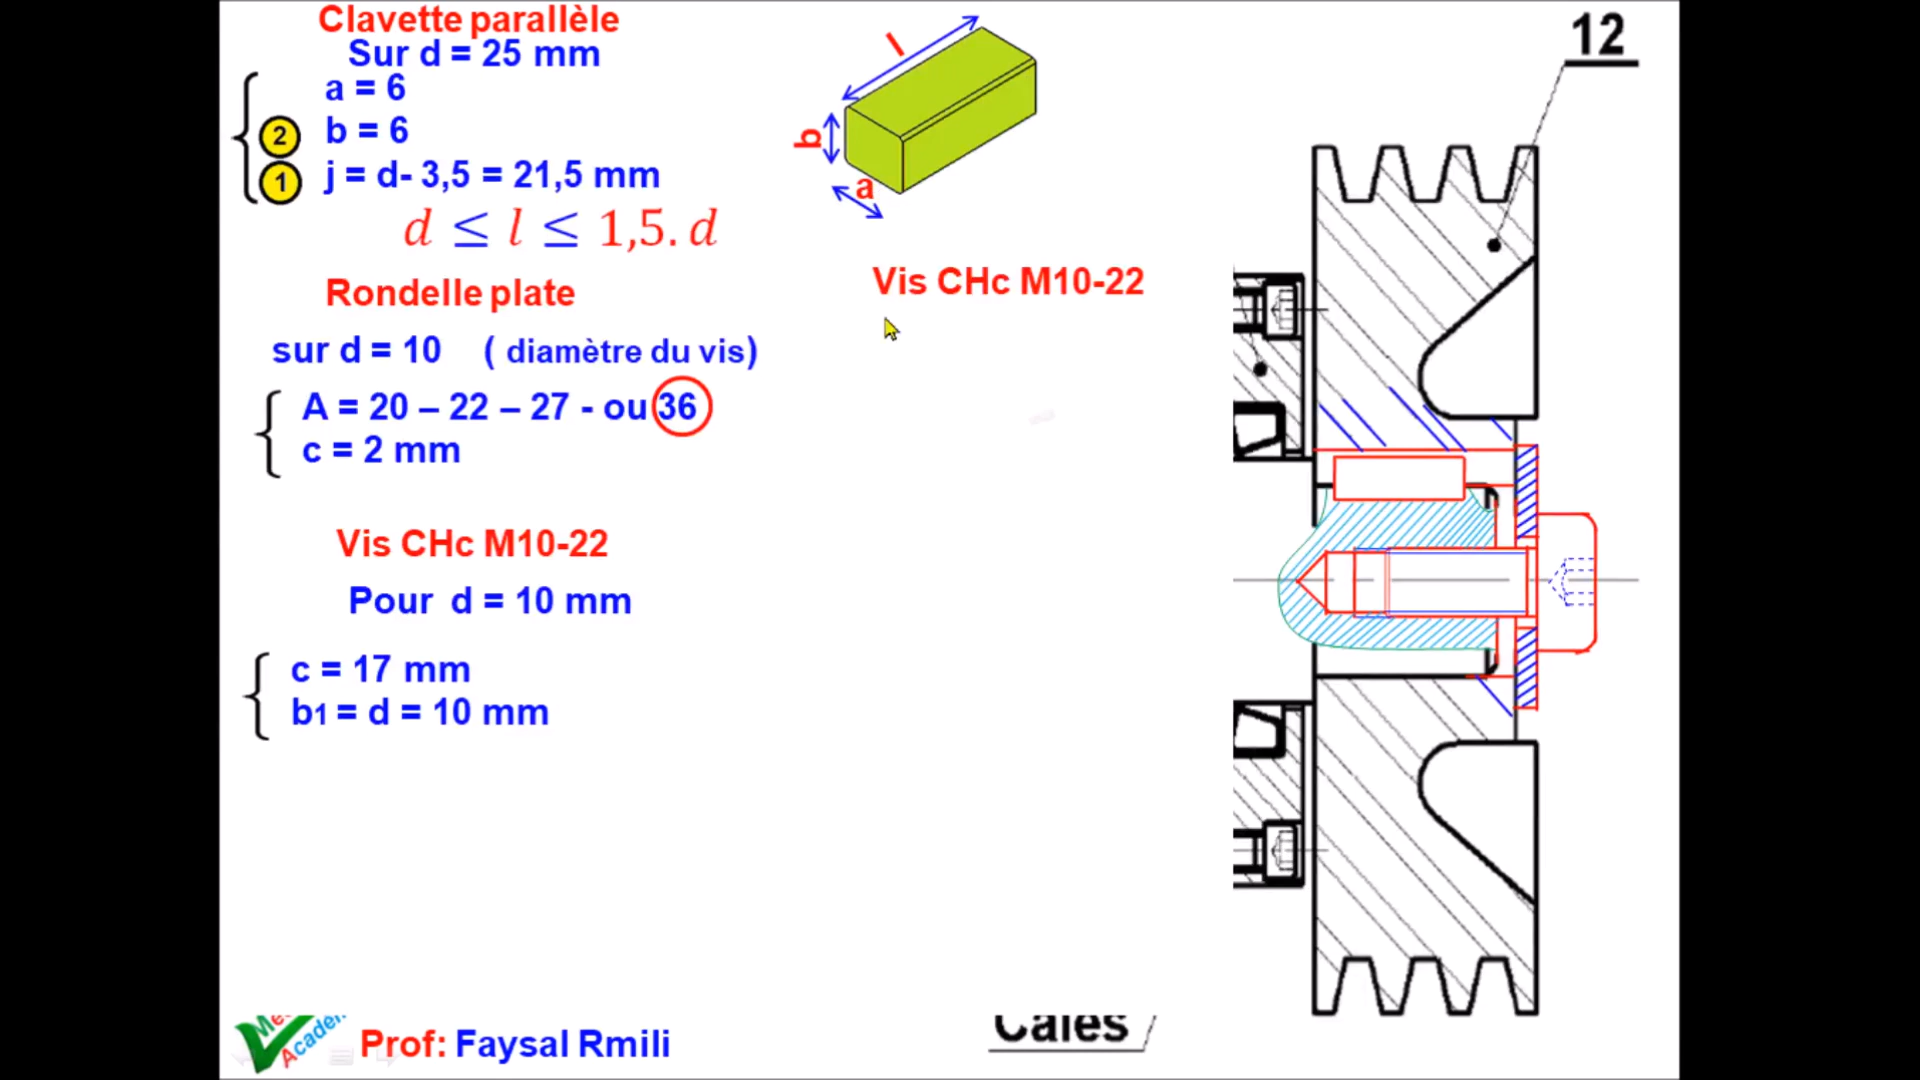 Clavette parallèle
Sur d = 25 mm
a = 6
2 b = 6
1 j = d- 3,5 = 21,5 mm
d ≤ l ≤ 1,5. d
Rondelle plate
sur d = 10 ( diamètre du vis)
A = 20 – 22 – 27 - ou 36
c = 2 mm
Vis CHc M10-22
Pour d = 10 mm
c = 17 mm
b1 = d = 10 mm
l
b
a
Vis CHc M10-22
12
Cales
Academ
Prof: Faysal Rmili